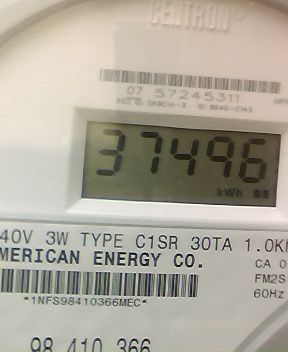 CENTRON
07 57245311
37496
kWh
40V 3W TYPE C1SR 30TA 1.0K
MERICAN ENERGY CO.
CA 0
FM2S
60Hz
*1NFS98410366MEC*
98 410 366